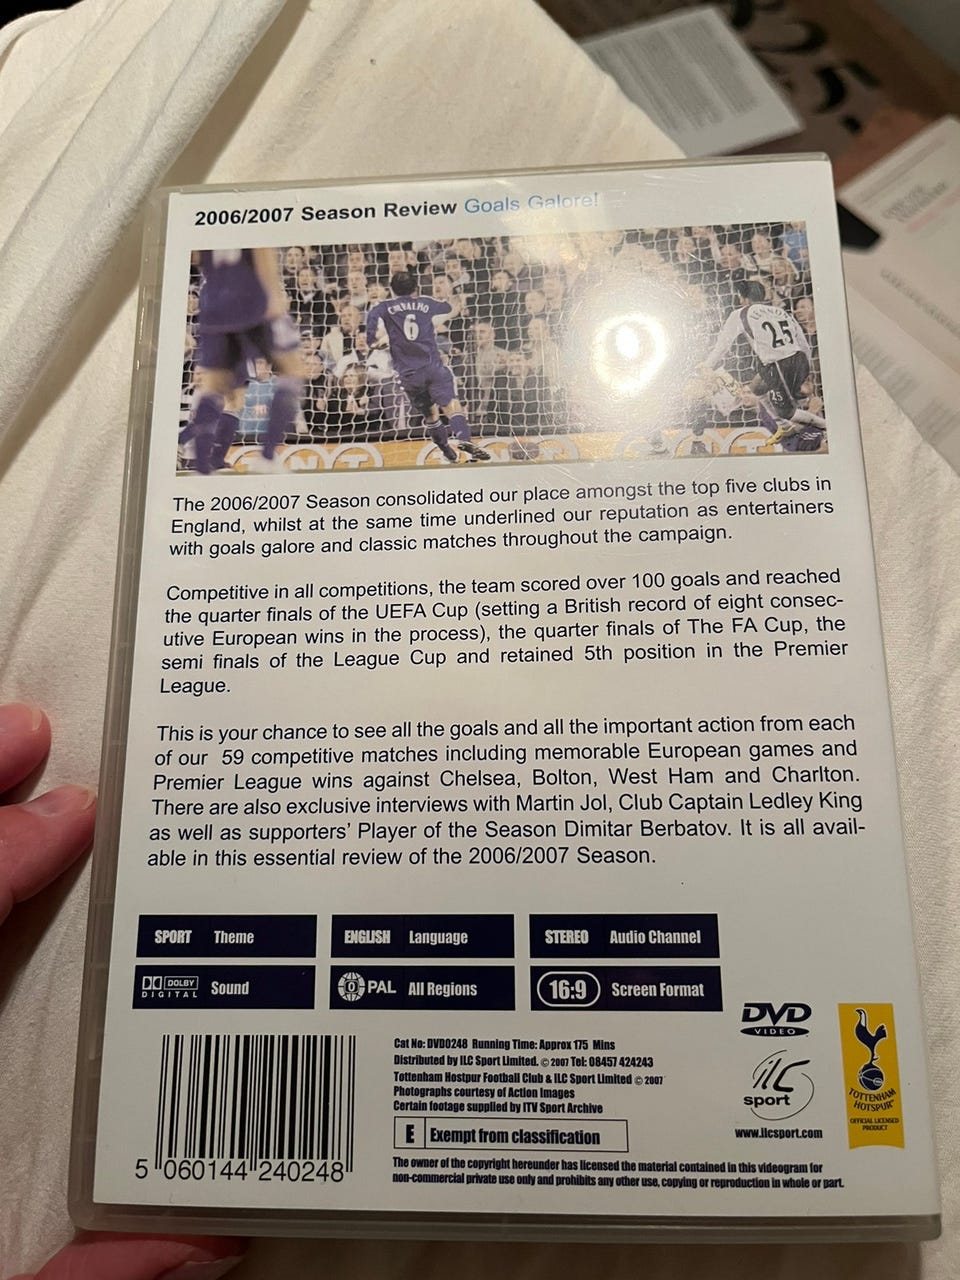 25.
2006/2007 Season Review Goals Galore!
CARVALHO
6
LENNON
25
25
The 2006/2007 Season consolidated our place amongst the top five clubs in
England, whilst at the same time underlined our reputation as entertainers
with goals galore and classic matches throughout the campaign.
Competitive in all competitions, the team scored over 100 goals and reached
the quarter finals of the UEFA Cup (setting a British record of eight consec-
utive European wins in the process), the quarter finals of The FA Cup, the
semi finals of the League Cup and retained 5th position in the Premier
League.
This is your chance to see all the goals and all the important action from each
of our 59 competitive matches including memorable European games and
Premier League wins against Chelsea, Bolton, West Ham and Charlton.
There are also exclusive interviews with Martin Jol, Club Captain Ledley King
as well as supporters' Player of the Season Dimitar Berbatov. It is all avail-
able in this essential review of the 2006/2007 Season.
SPORT Theme
ENGLISH Language
STEREO Audio Channel
DOLBY DIGITAL Sound
0 PAL All Regions
16:9 Screen Format
DVD
VIDEO
Cat No: DVD0248 Running Time: Approx 175 Mins
Distributed by ILC Sport Limited. © 2007 Tel: 08457 424243
Tottenham Hostpur Football Club & ILC Sport Limited © 2007
Photographs courtesy of Action Images
Certain footage supplied by ITV Sport Archive
E Exempt from classification
The owner of the copyright hereunder has licensed the material contained in this videogram for
non-commercial private use only and prohibits any other use, copying or reproduction in whole or part.
5 060144 240248
ilc
sport
www.ilcsport.com
TOTTENHAM
HOTSPUR
OFFICIAL LICENSED
PRODUCT